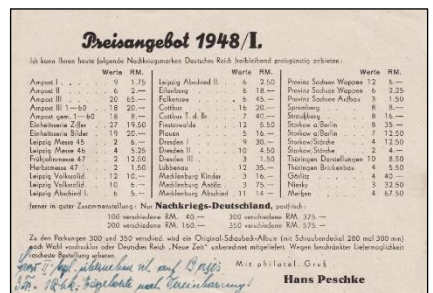 Preisangebot 1948/I.
Ich kann Ihnen heute folgende Nachkriegsmarken Deutsches Reich freibleibend preisgünstig anbieten:
Werte RM. Werte RM. Werte RM.
Ampost I 9 1.75 Leipzig Abschied II. 6 2.50 Provinz Sachsen Wappen 12 6.—
Ampost II 6 2.— Eilenburg 6 18.— Provinz Sachsen Wappen 6 2.25
Ampost III 20 65.— Falkensee 6 45.— Provinz Sachsen Aufbau 3 1.50
Ampost III 1—60 18 20.— Cottbus 16 20.— Spremberg 8 8.—
Ampost gem. 1—60 18 8.— Cottbus T. d. Br. 7 40.— Strausberg 8 16.—
Einheitsserie Ziffer 27 19.50 Finsterwalde 12 5.50 Storkow 8 35.—
Einheitsserie Bilder 19 20.— Plauen 5 16.— Storkow a. Berlin 7 12.50
Leipzig Messe 45 2 6.— Dresden I 9 30.— Storkow/Störche 4 12.50
Leipzig Messe 46 4 5.25 Dresden II 10 4.50 Storkow/Störche 2 4.—
Frühjahrsmesse 47 2 12.50 Dresden III 3 1.50 Thüringen Darstellungen 10 8.50
Herbstmesse 47 2 1.50 Lübbenau 12 35.— Thüringen Brückenbau 4 5.50
Leipzig Volkssolid. 12 10.— Mecklenburg Kinder 3 16.— Görlitz 4 40.—
Leipzig Volkssolid. 10 6.— Mecklenburg Antifa 3 75.— Niesky 3 32.50
Leipzig Abschied I. 6 5.— Mecklenburg Abschied 11 14.— Meißen 4 67.50
ferner in guter Zusammenstellung: Nur Nachkriegs-Deutschland, postfrisch:
100 verschiedene RM. 40.— 300 verschiedene RM. 375.—
200 verschiedene RM. 160.— 350 verschiedene RM. 575.—
Zu den Packungen 300 und 350 verschied. wird ein Original-Schaubek-Album (mit Schraubendeckel 280 mal 300 mm)
nach Wahl vordrucklos oder Deutsches Reich „Neue Zeit" unberechnet mitgeliefert. Wegen beschränkter Liefermöglichkeit
rascheste Bestellung erbeten.
Mit philatel. Gruß
Hans Peschke